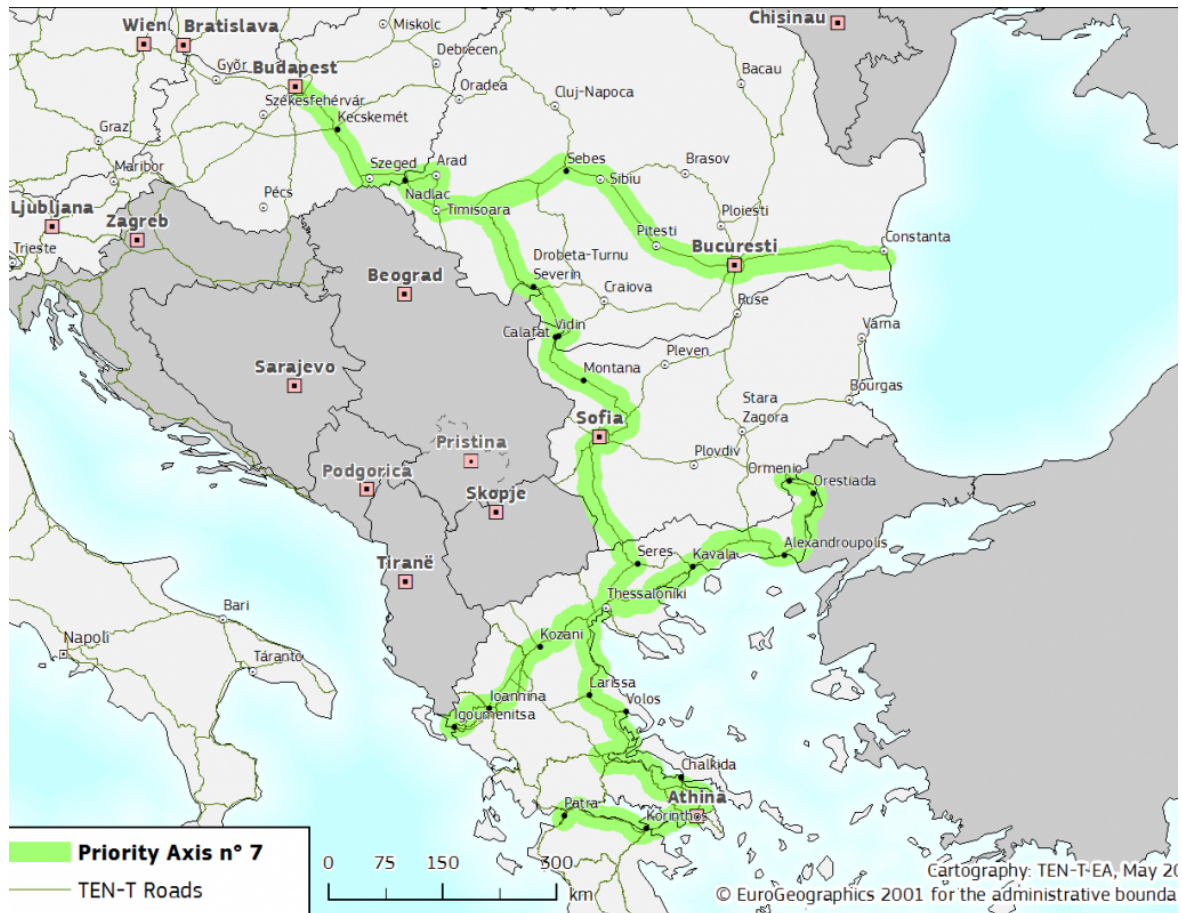 Chisinau
Miskolc
Wien
Bratislava
Debrecen
Győr
Budapest
Bacau
Oradea
Cluj-Napoca
Székesfehérvár
Kecskemét
Graz
Maribor
Szeged
Arad
Sebes
Brasov
Sibiu
Pécs
Nadlac
Ljubljana
Zagreb
Timisoara
Ploiesti
Trieste
Pitesti
Bucuresti
Constanta
Drobeta-Turnu
Severin
Beograd
Craiova
Ruse
Vidin
Calafat
Varna
Pleven
Sarajevo
Montana
Bourgas
Stara
Zagora
Sofia
Pristina
Plovdiv
Ormenio
Orestiada
Podgorica
Skopje
Alexandroupolis
Seres
Kavala
Tiranë
Thessaloniki
Bari
Kozani
Napoli
Táranto
Larissa
Ioannina
Volos
Igoumenitsa
Chalkida
Athina
Patra
Korinthos
Priority Axis n° 7
TEN-T Roads
0 75 150 300
km
Cartography: TEN-T EA, May 20
© EuroGeographics 2001 for the administrative bounda